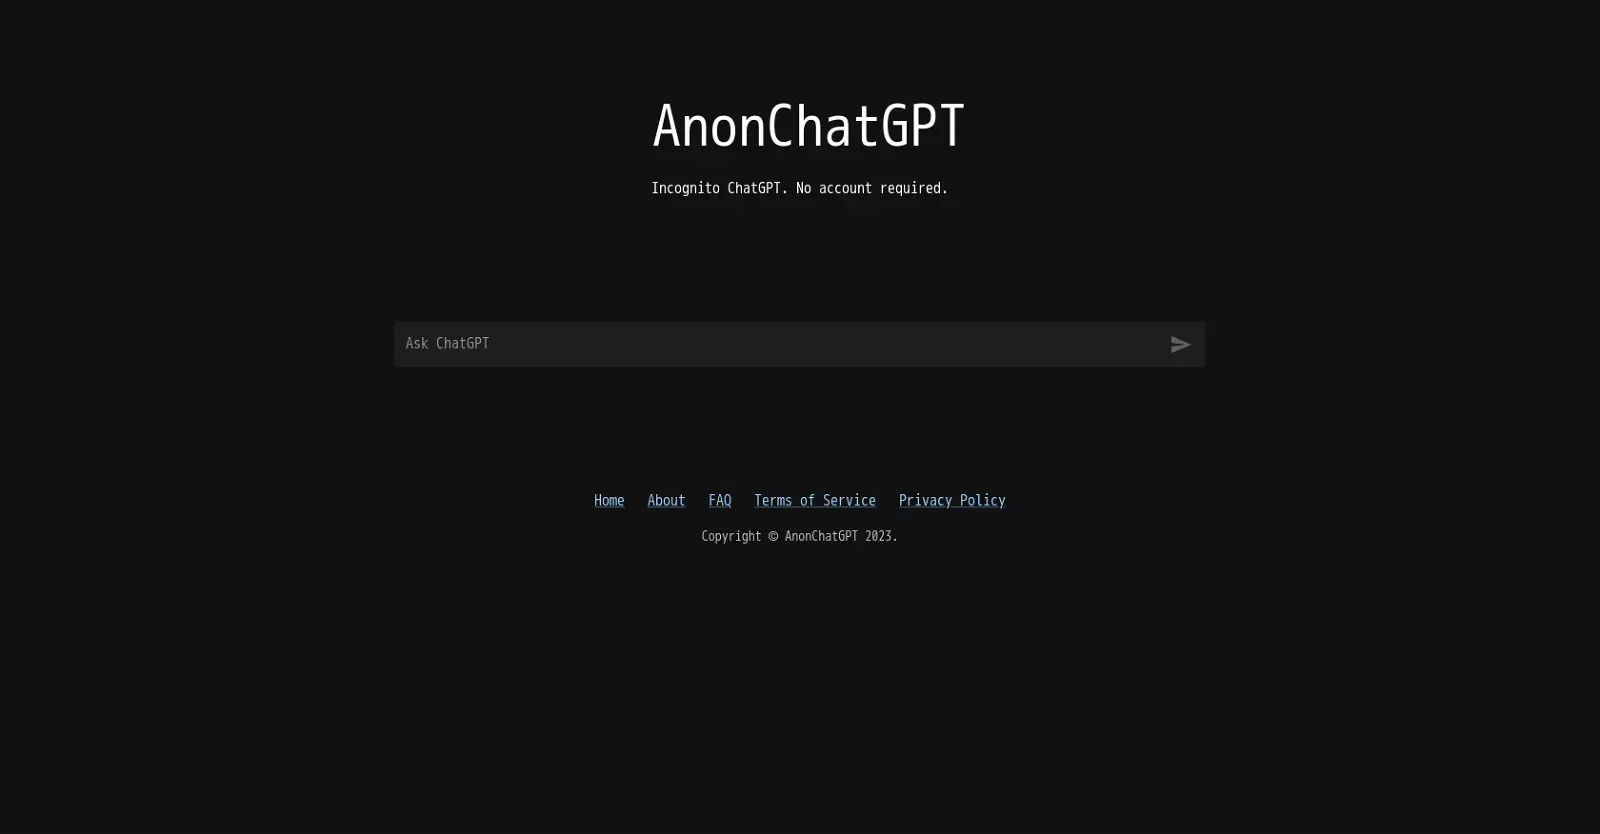 AnonChatGPT
Incognito ChatGPT. No account required.
Ask ChatGPT
Home About FAQ Terms of Service Privacy Policy
Copyright © AnonChatGPT 2023.